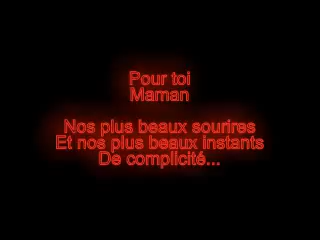 Pour toi
Maman
Nos plus beaux sourires
Et nos plus beaux instants
De complicité...